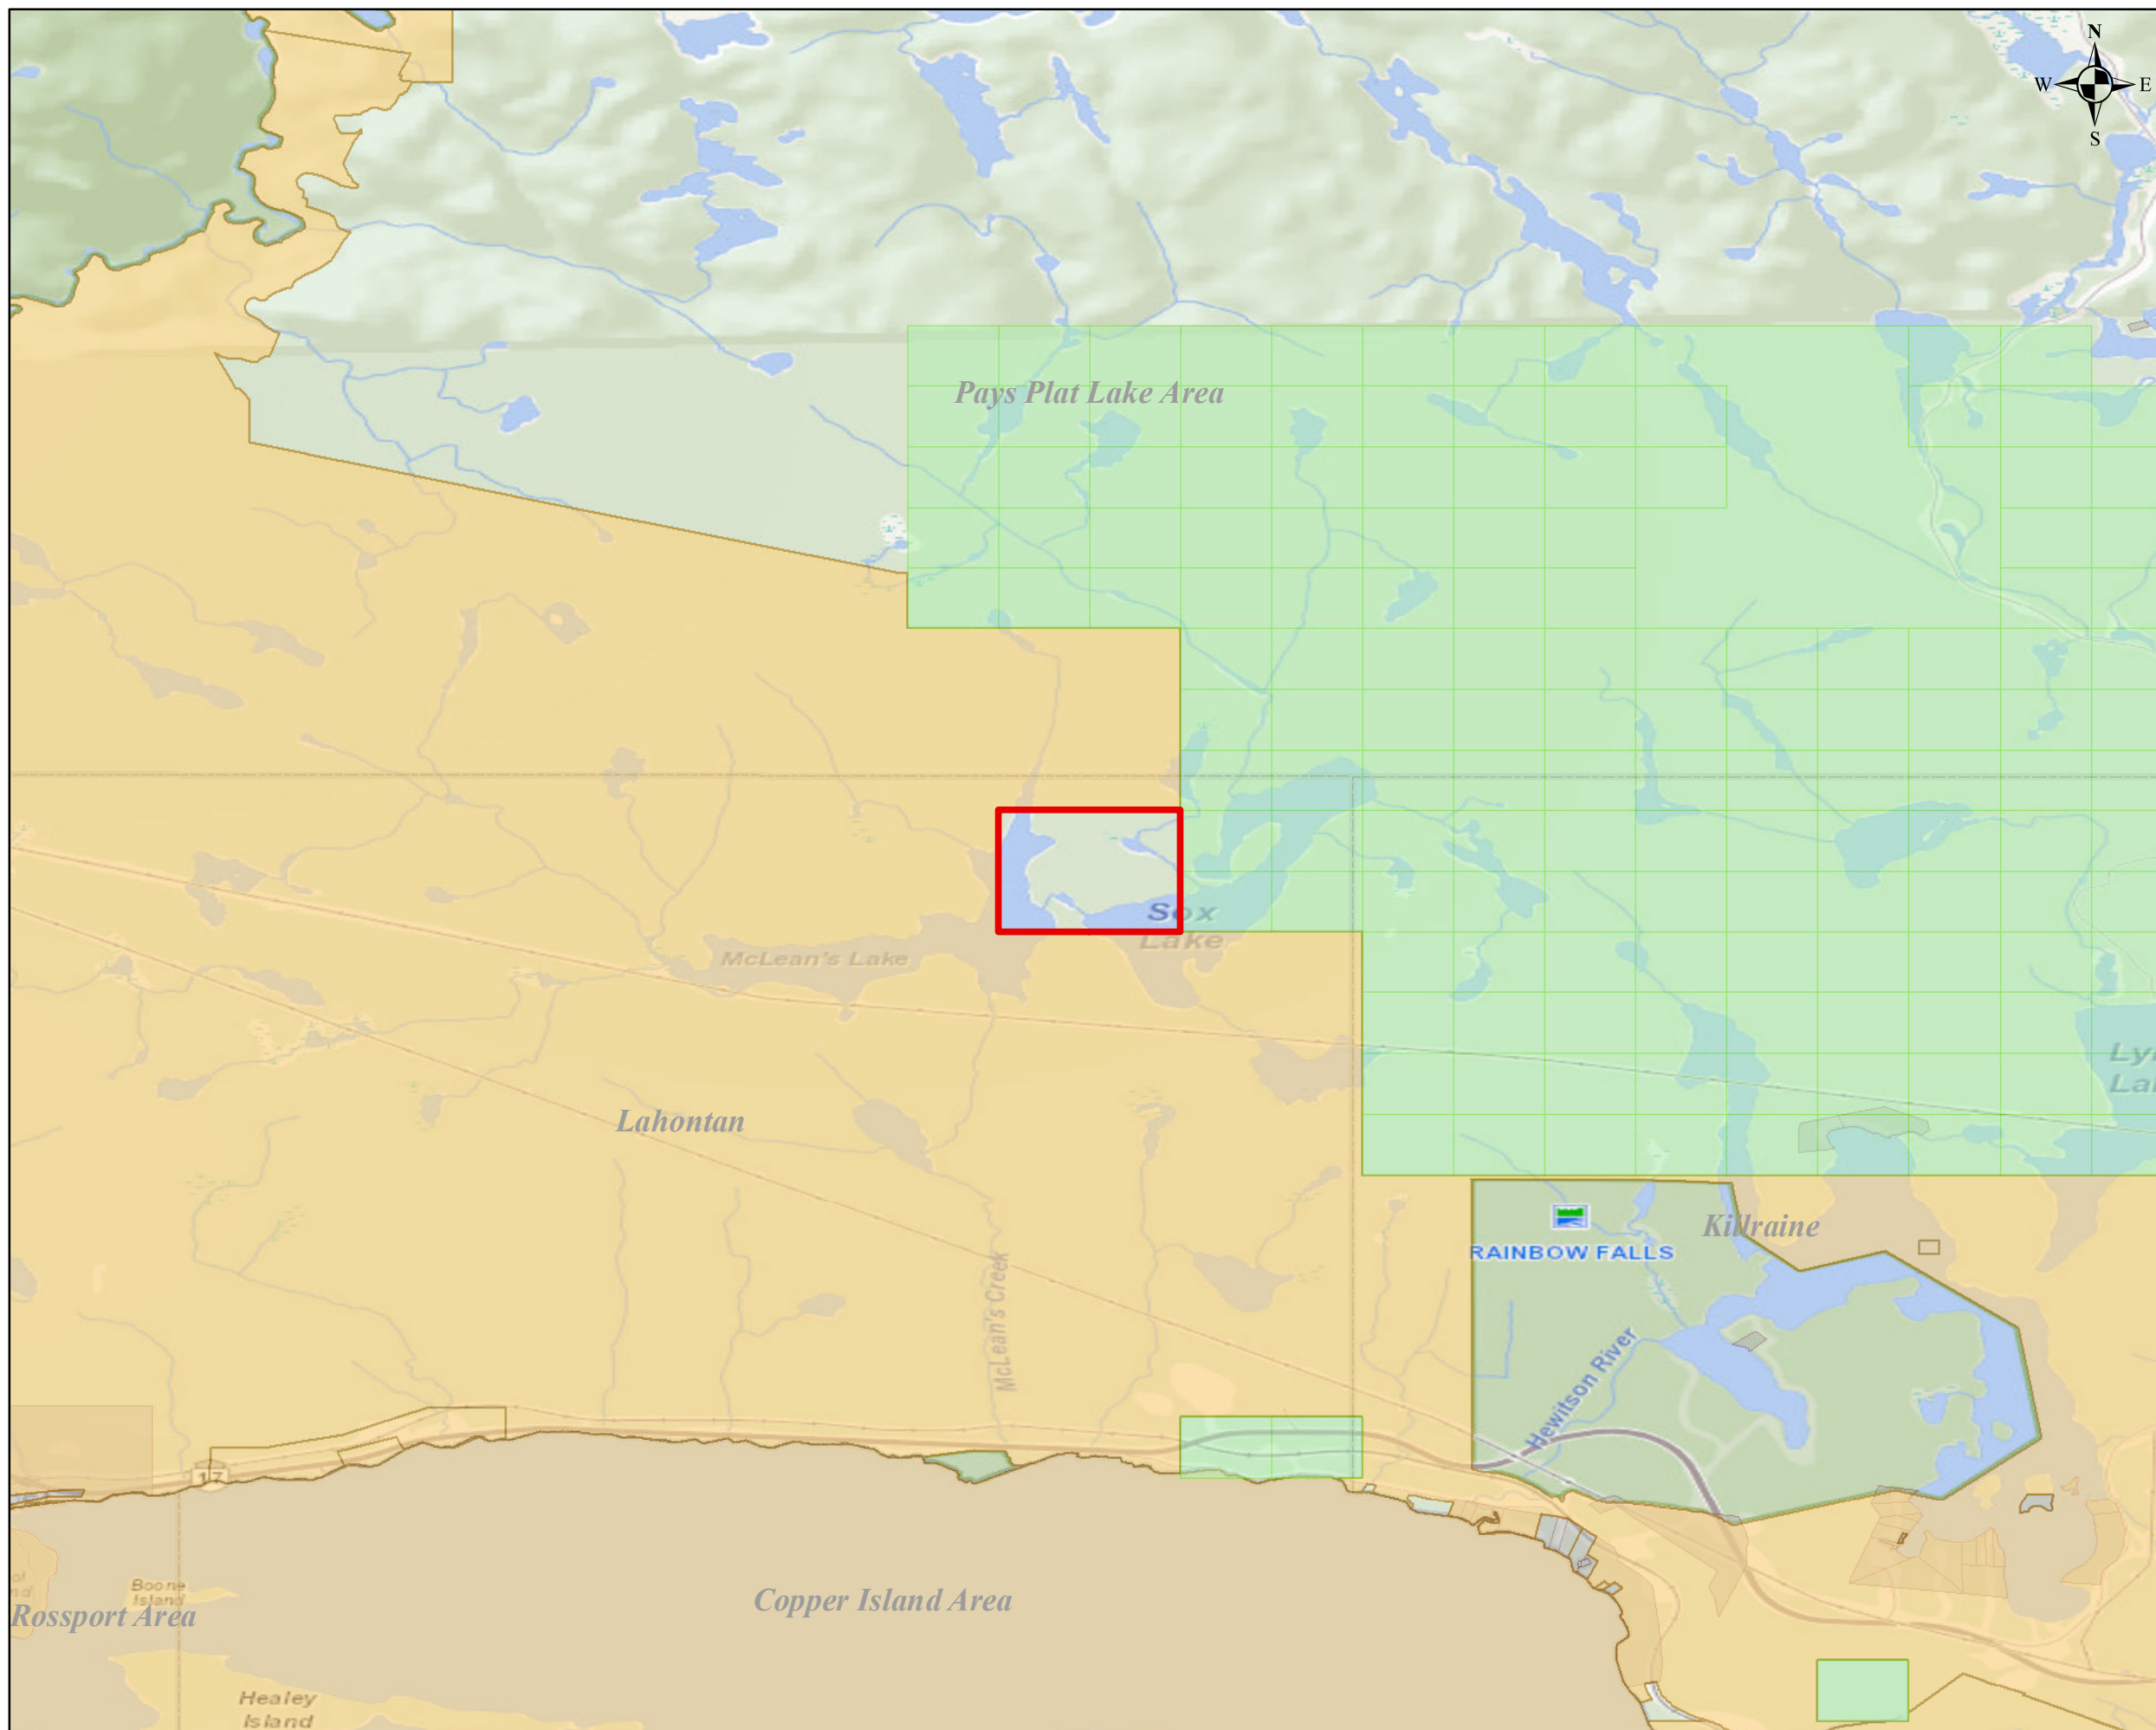 N
W E
S
Pays Plat Lake Area
Sox
Lake
McLean's Lake
Lahontan
Killraine
RAINBOW FALLS
McLean's Creek
Hewitson River
17
Boone
Island
Rossport Area
Copper Island Area
Healey
Island